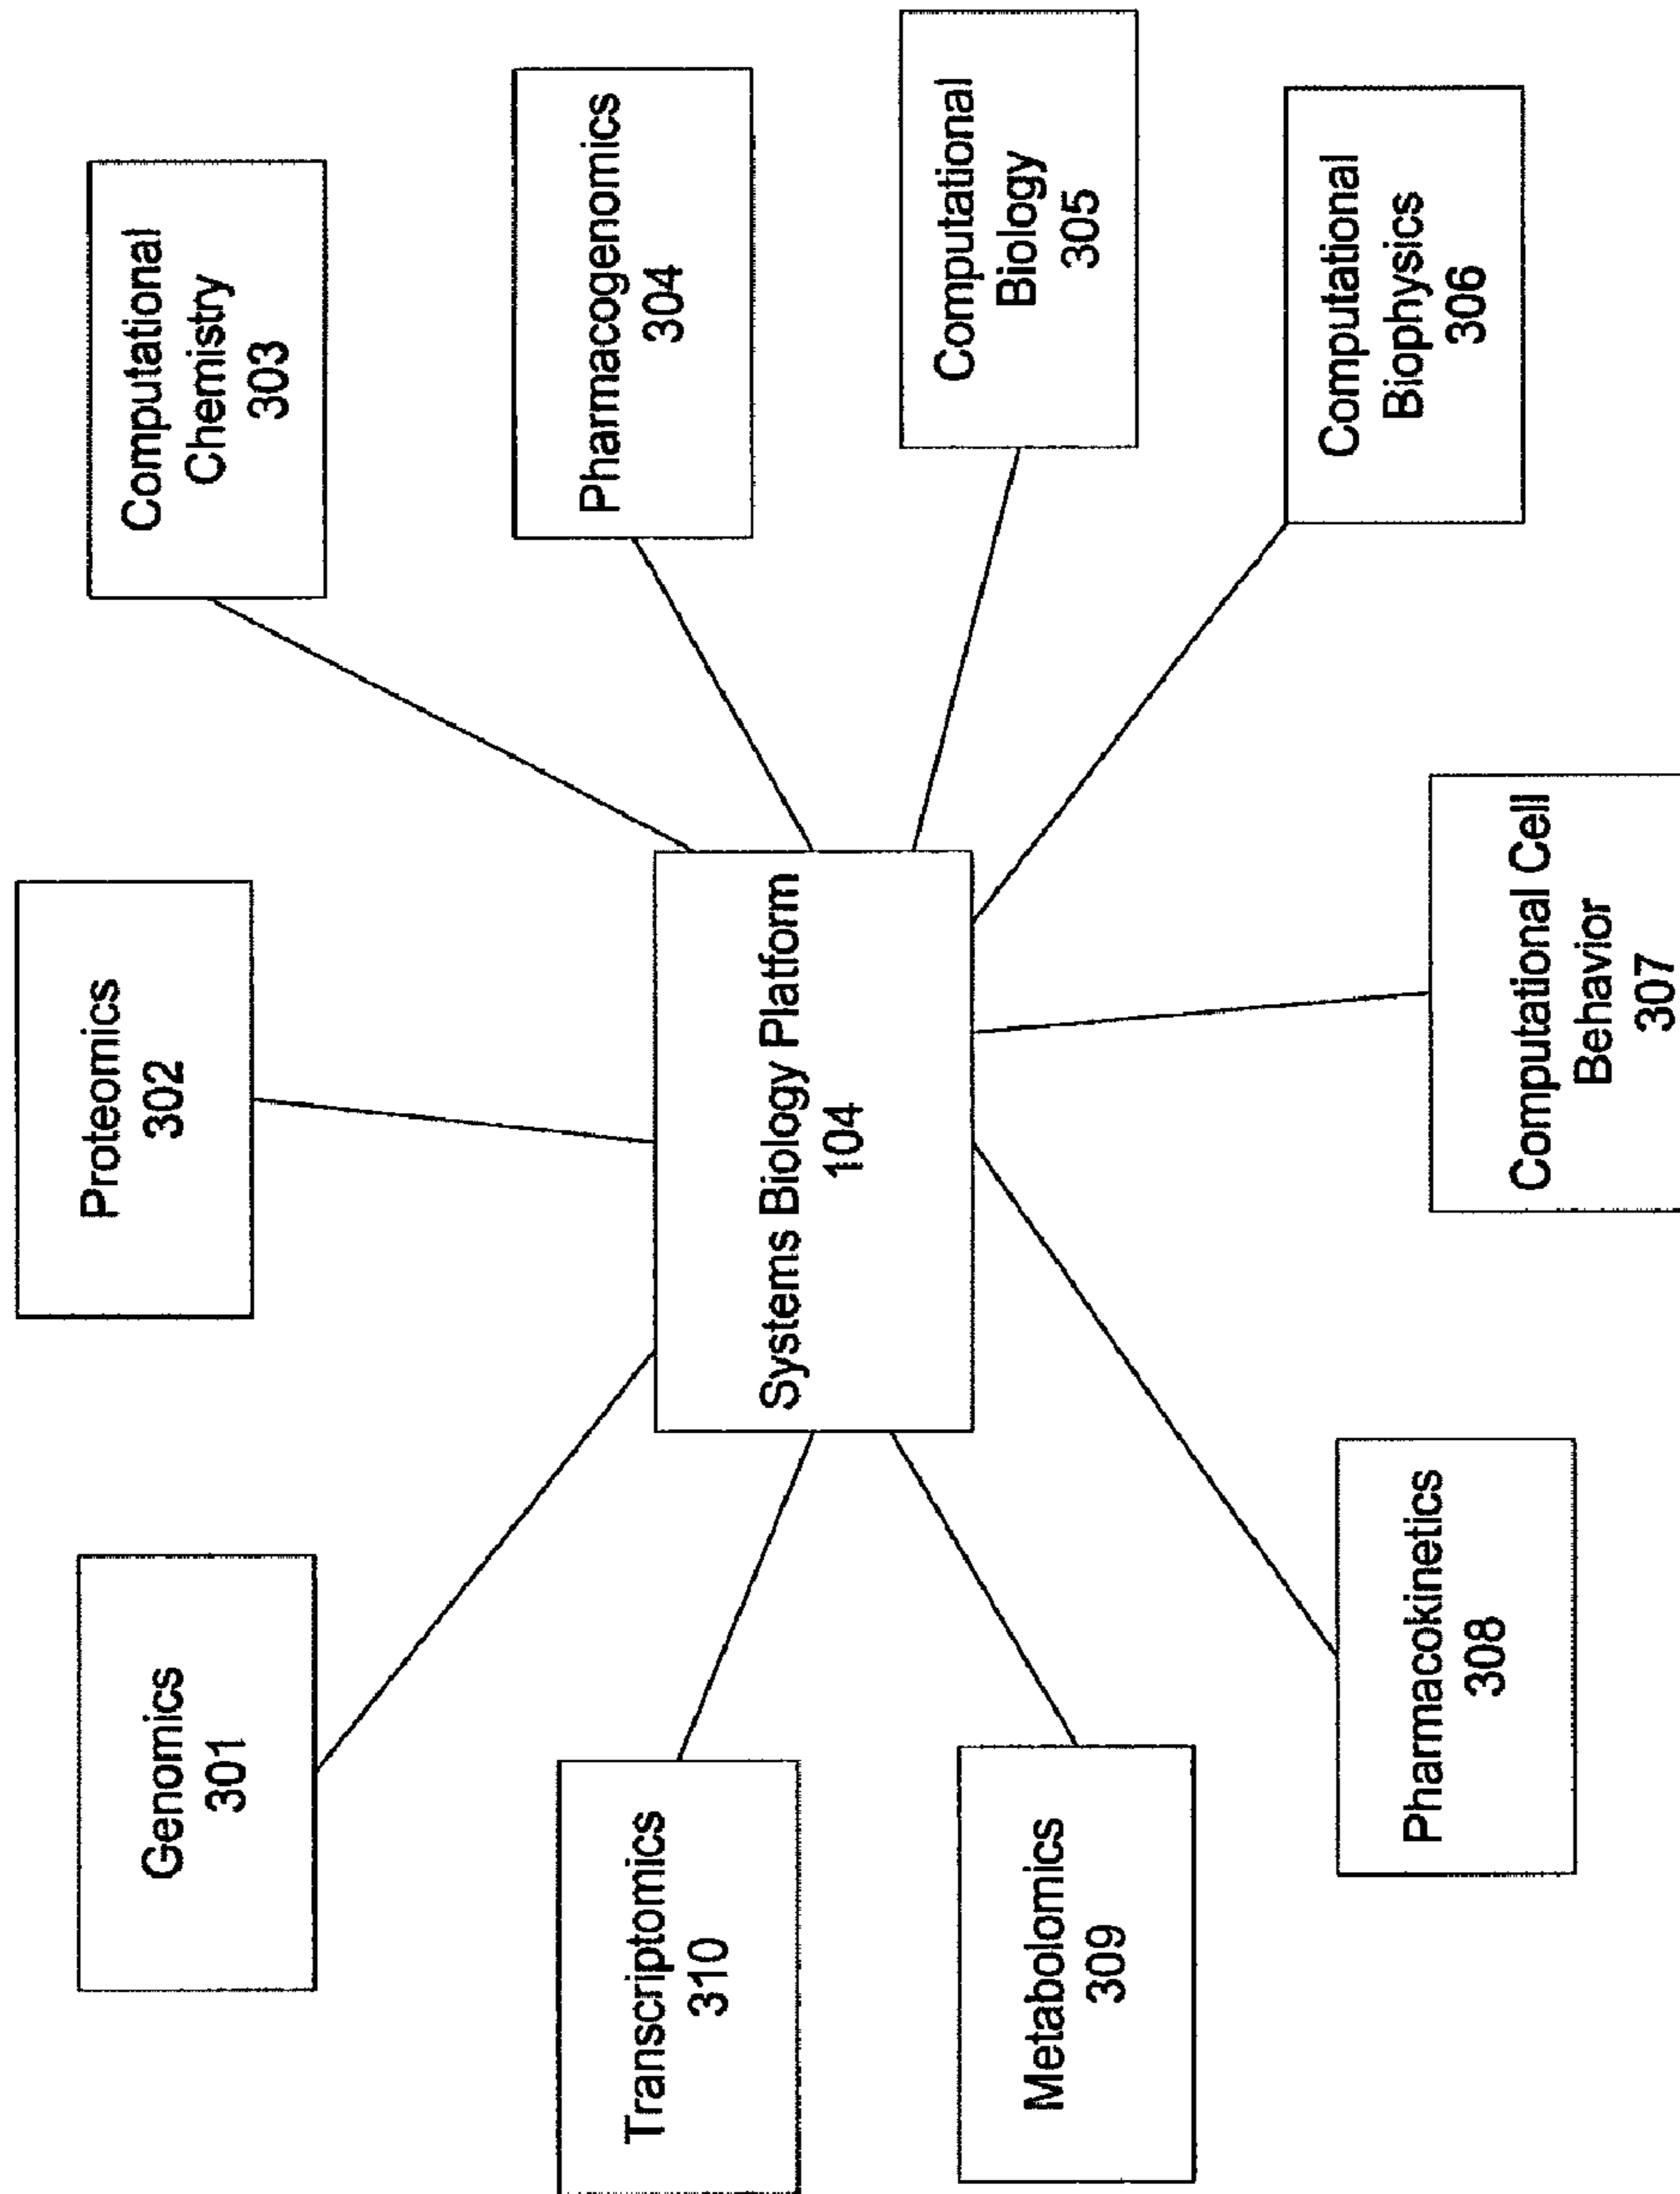 Genomics
301
Proteomics
302
Computational
Chemistry
303
Pharmacogenomics
304
Computational
Biology
305
Computational
Biophysics
306
Computational Cell
Behavior
307
Pharmacokinetics
308
Metabolomics
309
Transcriptomics
310
Systems Biology Platform
104